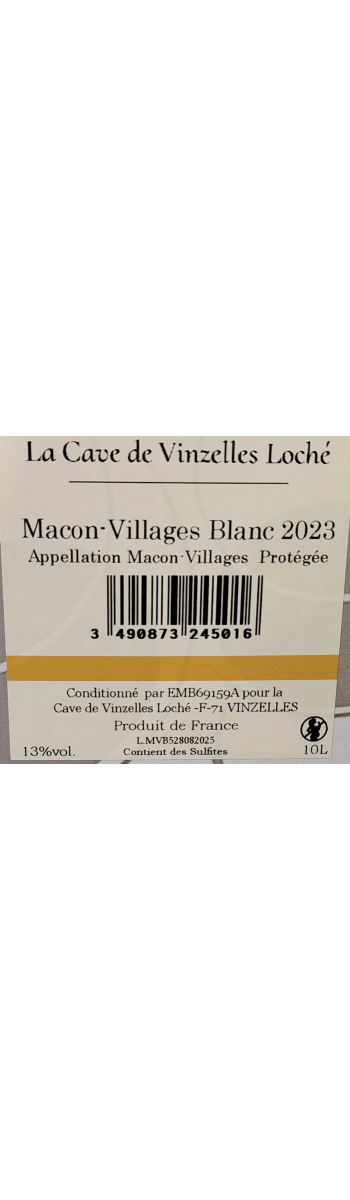 La Cave de Vinzelles Loché
Macon-Villages Blanc 2023
Appellation Macon-Villages Protégée
3 490873 245016
Conditionné par EMB69159A pour la
Cave de Vinzelles Loché -F-71 VINZELLES
Produit de France
L.MVB528082025
13%vol. Contient des Sulfites 10L